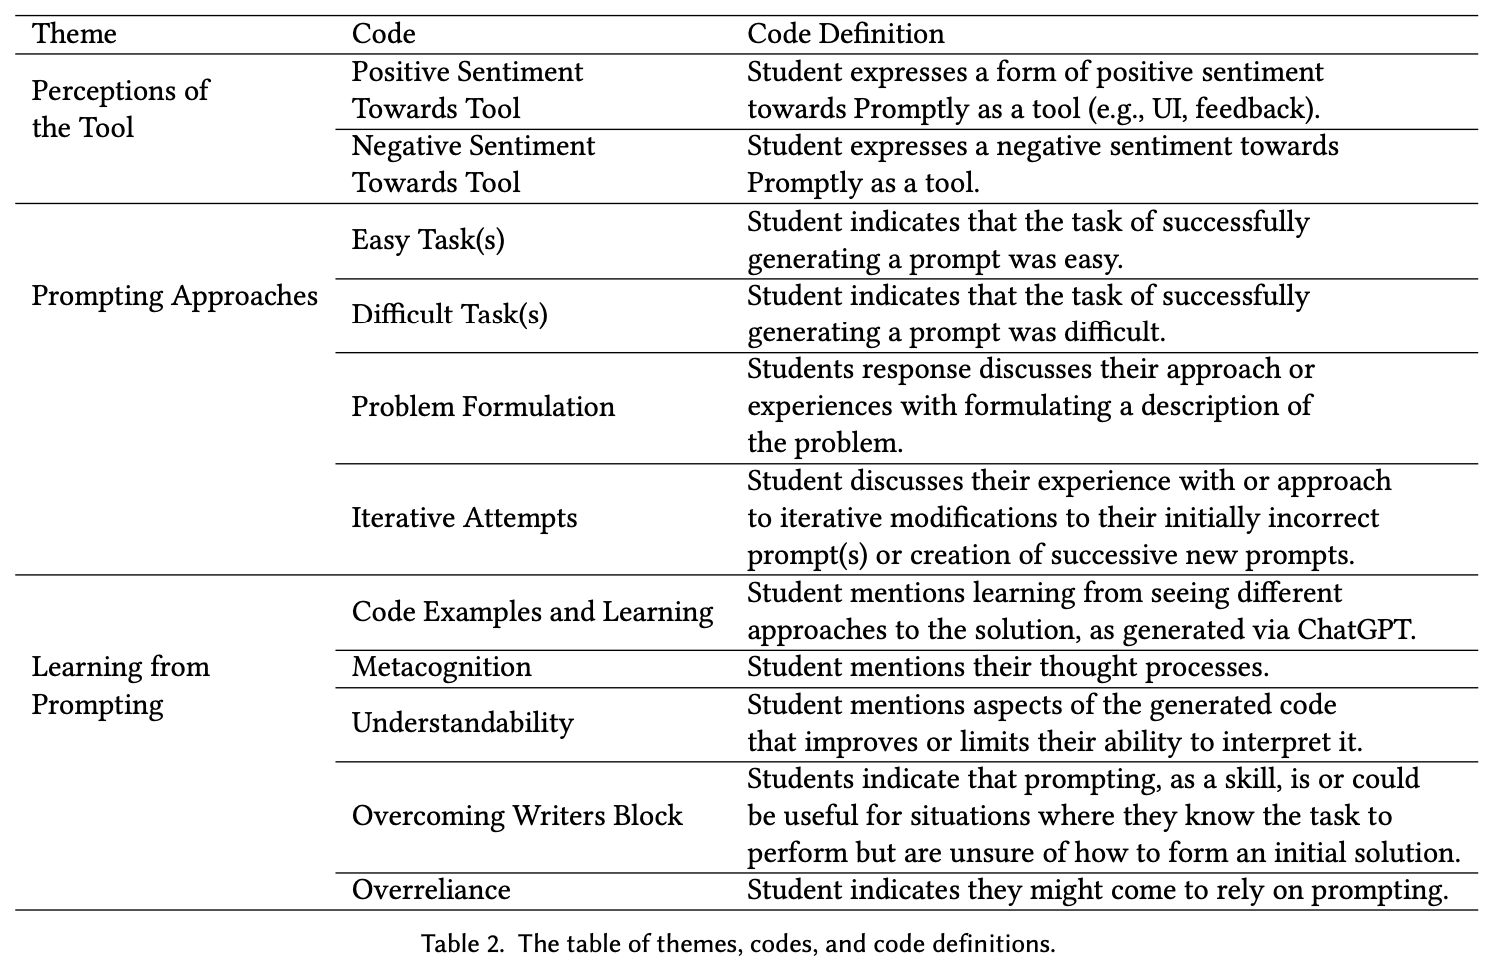 Theme Code Code Definition
Perceptions of
the Tool
Positive Sentiment
Towards Tool
Student expresses a form of positive sentiment
towards Promptly as a tool (e.g., UI, feedback).
Negative Sentiment
Towards Tool
Student expresses a negative sentiment towards
Promptly as a tool.
Prompting Approaches
Easy Task(s)
Student indicates that the task of successfully
generating a prompt was easy.
Difficult Task(s)
Student indicates that the task of successfully
generating a prompt was difficult.
Problem Formulation
Students response discusses their approach or
experiences with formulating a description of
the problem.
Iterative Attempts
Student discusses their experience with or approach
to iterative modifications to their initially incorrect
prompt(s) or creation of successive new prompts.
Learning from
Prompting
Code Examples and Learning
Student mentions learning from seeing different
approaches to the solution, as generated via ChatGPT.
Metacognition
Student mentions their thought processes.
Understandability
Student mentions aspects of the generated code
that improves or limits their ability to interpret it.
Overcoming Writers Block
Students indicate that prompting, as a skill, is or could
be useful for situations where they know the task to
perform but are unsure of how to form an initial solution.
Overreliance
Student indicates they might come to rely on prompting.
Table 2. The table of themes, codes, and code definitions.